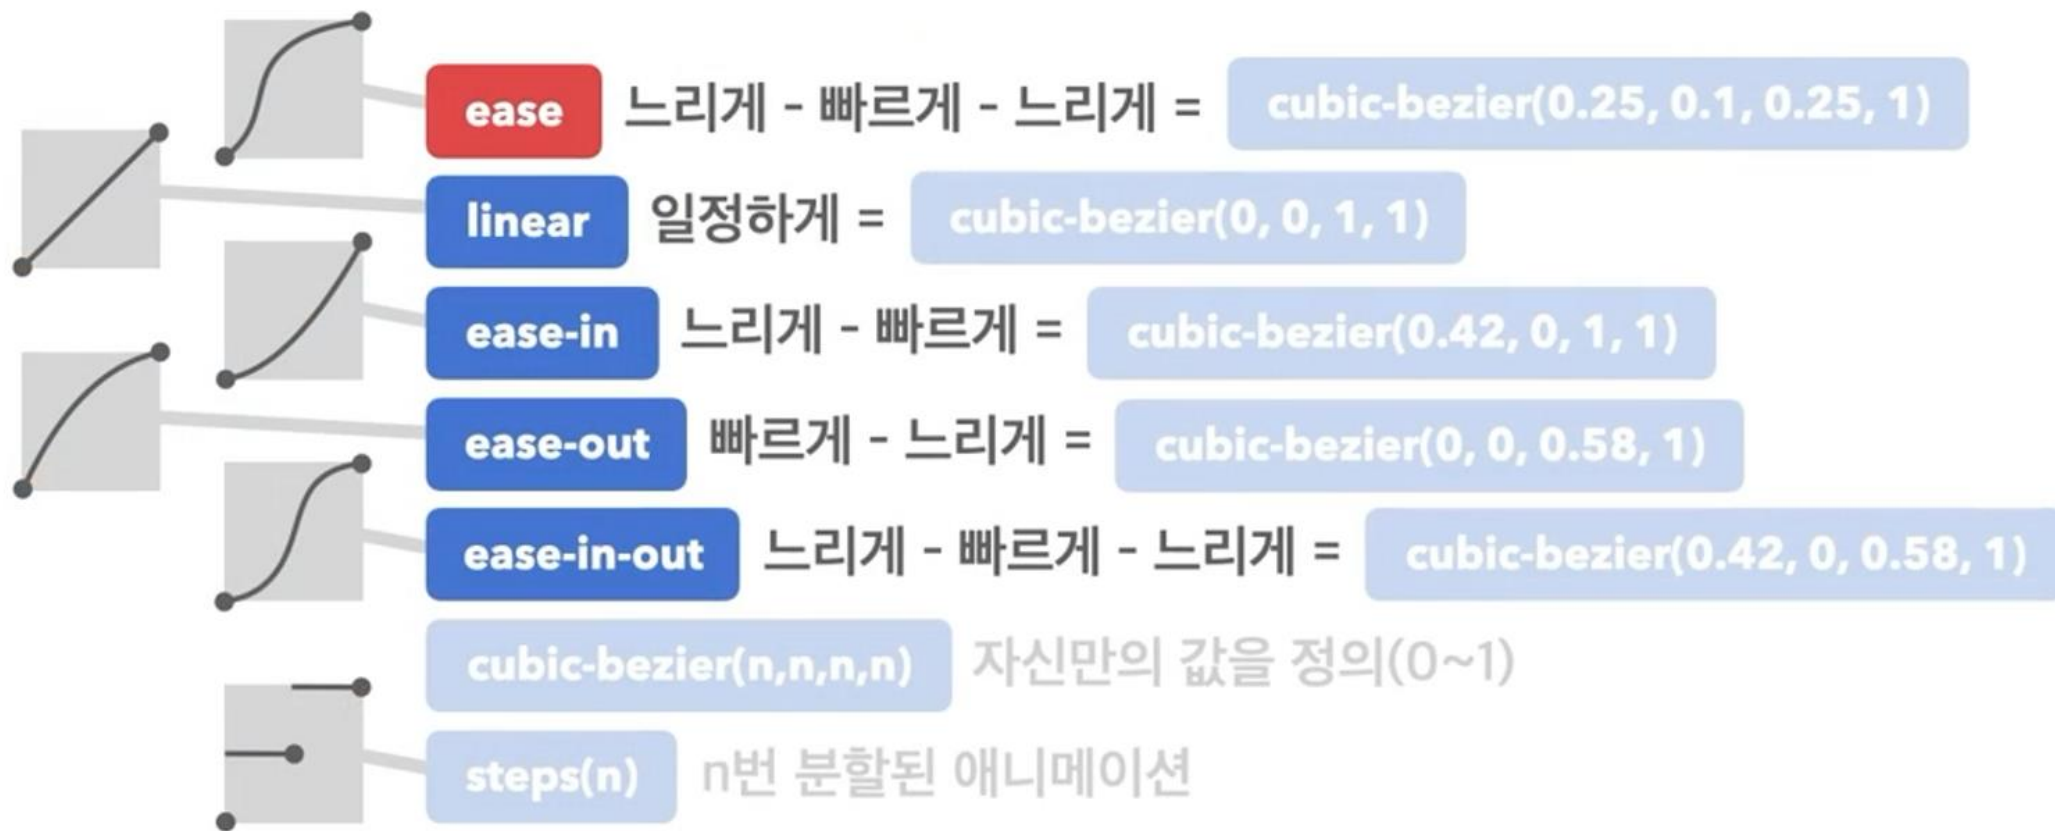 ease 느리게 - 빠르게 - 느리게 = cubic-bezier(0.25, 0.1, 0.25, 1)
linear 일정하게 = cubic-bezier(0, 0, 1, 1)
ease-in 느리게 - 빠르게 = cubic-bezier(0.42, 0, 1, 1)
ease-out 빠르게 - 느리게 = cubic-bezier(0, 0, 0.58, 1)
ease-in-out 느리게 - 빠르게 - 느리게 = cubic-bezier(0.42, 0, 0.58, 1)
cubic-bezier(n,n,n,n) 자신만의 값을 정의(0~1)
steps(n) n번 분할된 애니메이션